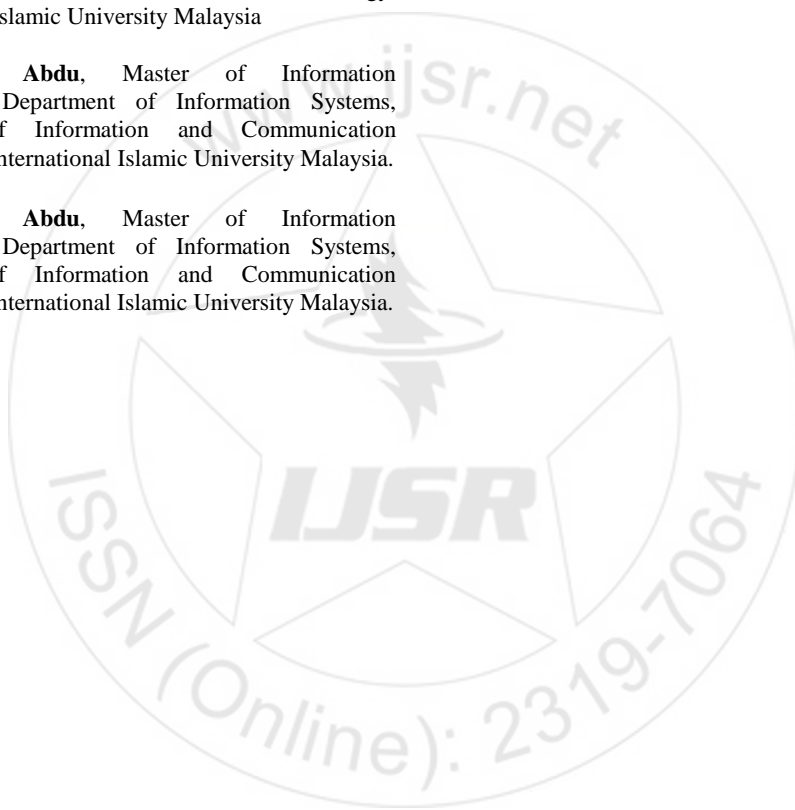 slamic University Malaysia
Abdu, Master of Information
Department of Information Systems,
f Information and Communication
nternational Islamic University Malaysia.
Abdu, Master of Information
Department of Information Systems,
f Information and Communication
nternational Islamic University Malaysia.
www.ijsr.net
IJSR
ISSN (Online): 2319-7064